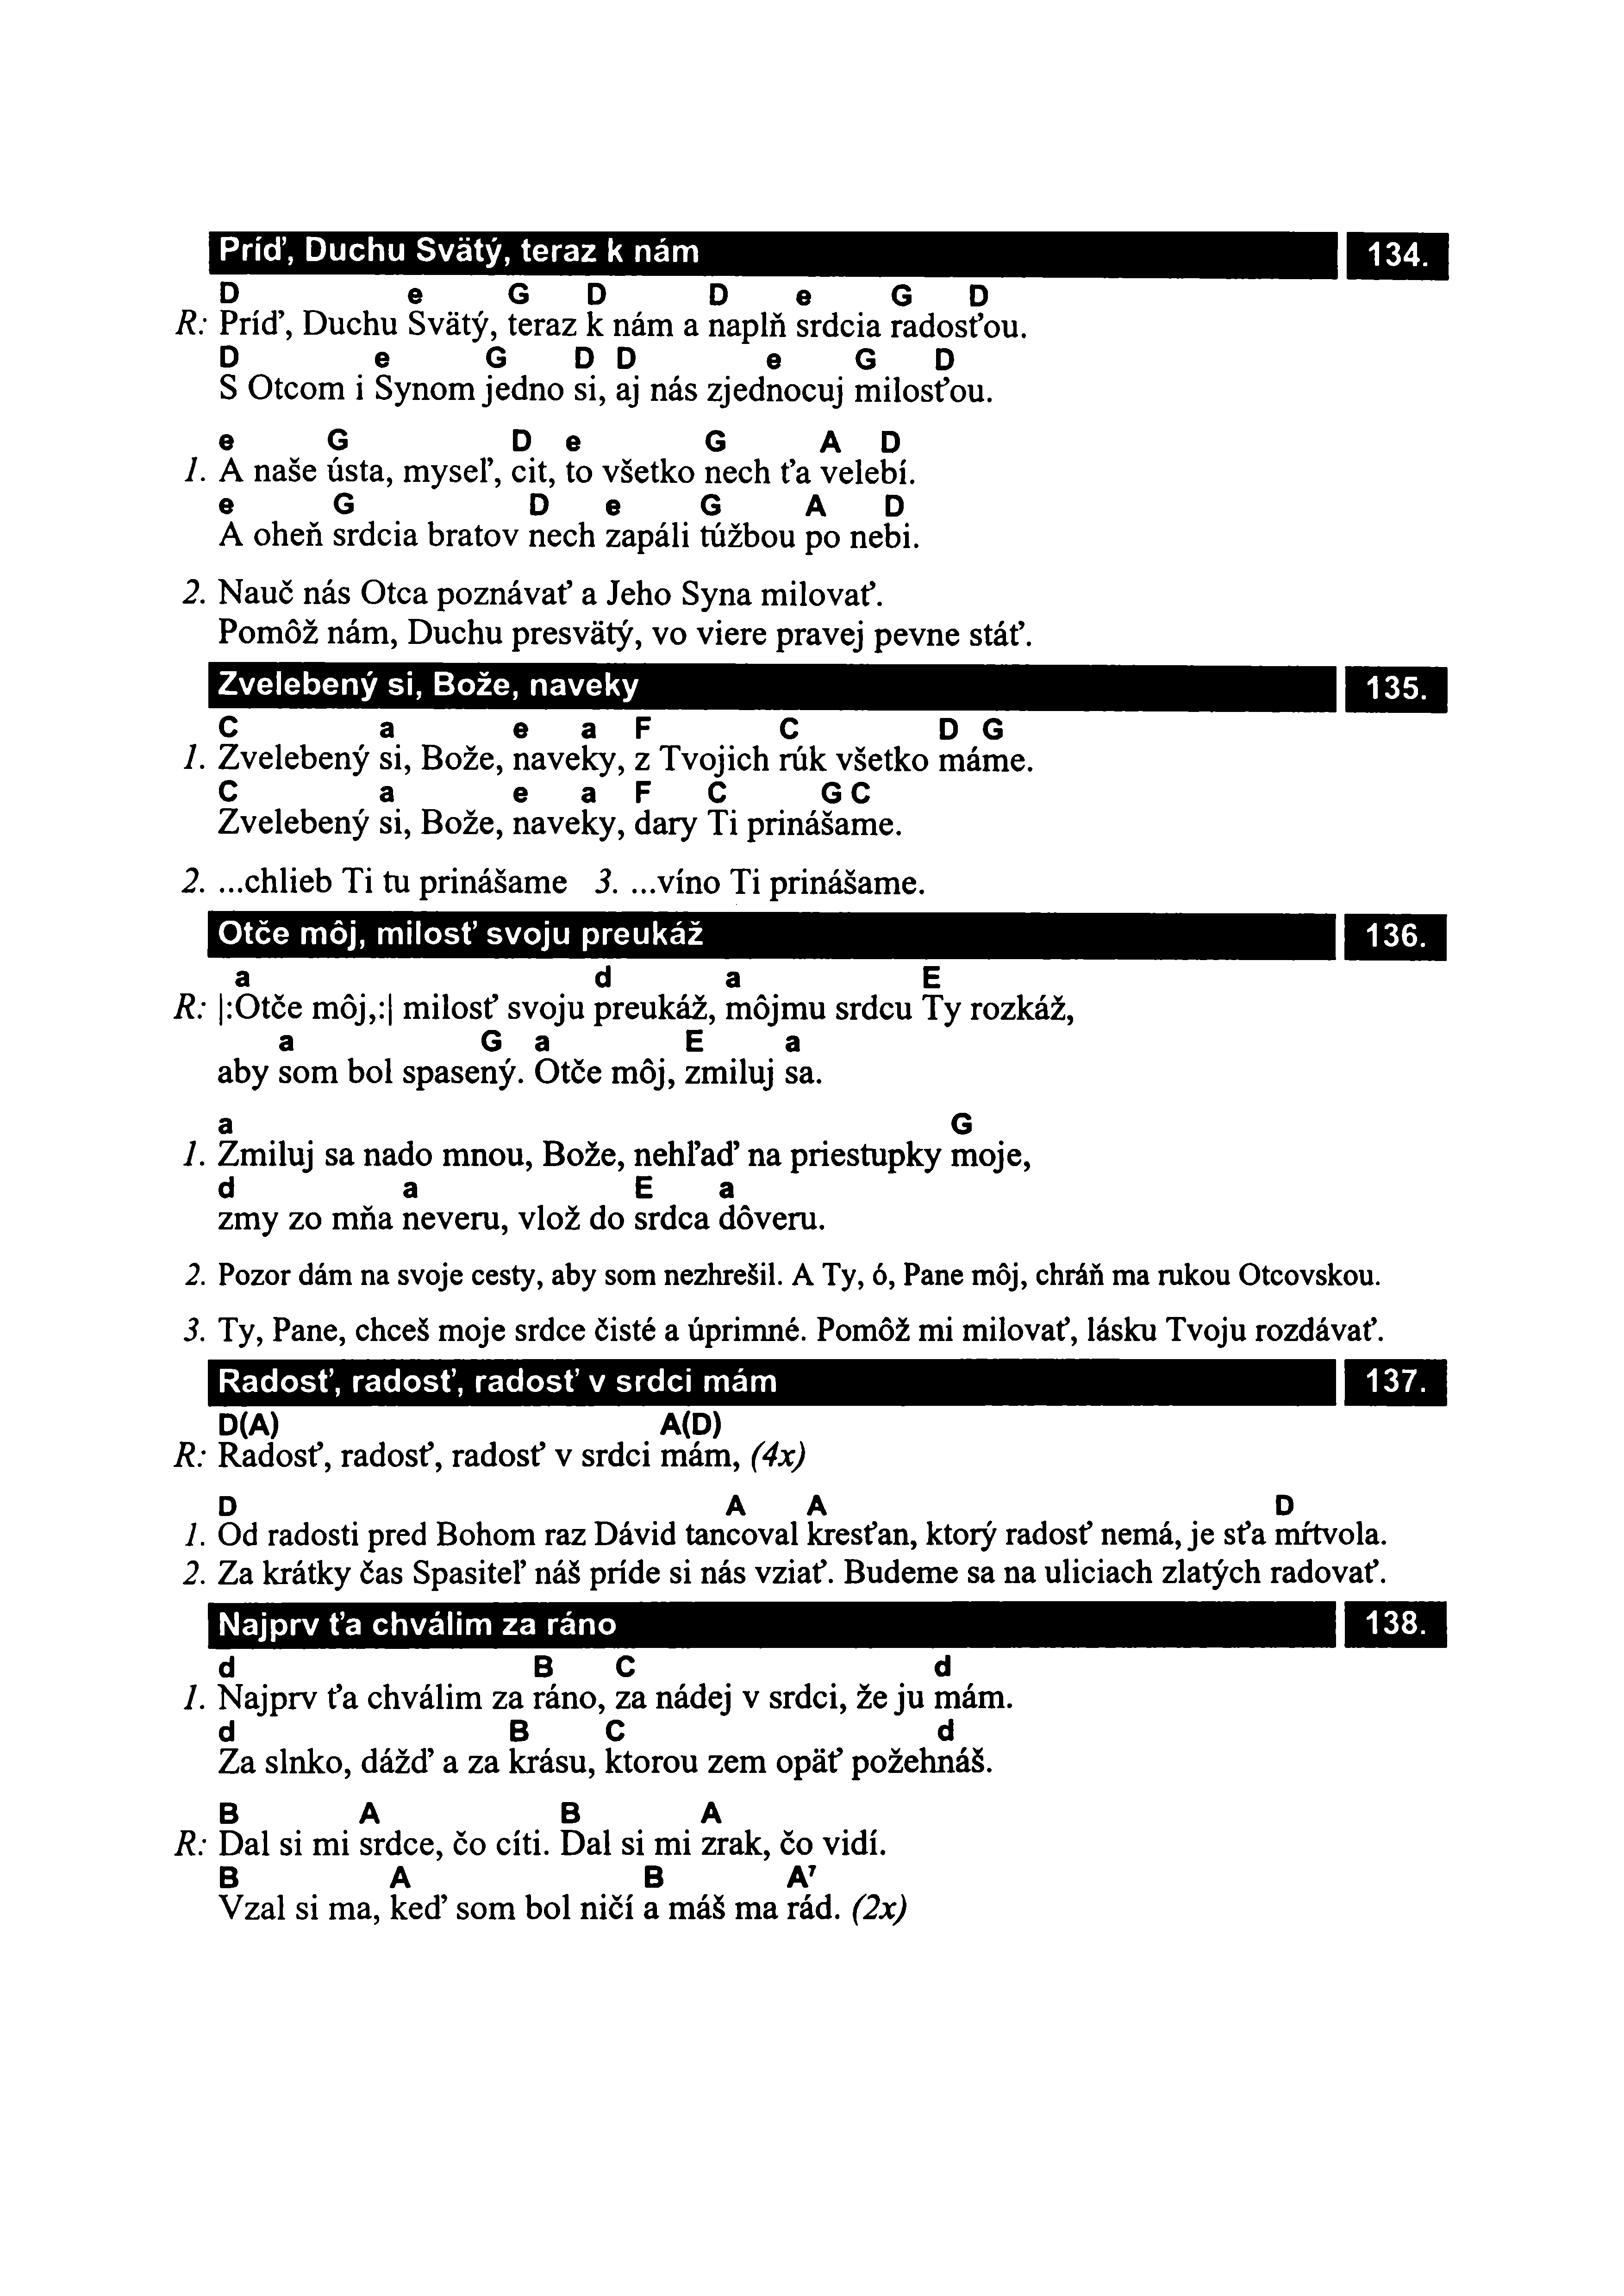 Príď, Duchu Svätý, teraz k nám 134.
D e G D D e G D
R: Príď, Duchu Svätý, teraz k nám a naplň srdcia radosťou.
D e G D D e G D
S Otcom i Synom jedno si, aj nás zjednocuj milosťou.
e G D e G A D
1. A naše ústa, myseľ, cit, to všetko nech ťa velebí.
e G D e G A D
A oheň srdcia bratov nech zapáli túžbou po nebi.
2. Nauč nás Otca poznávať a Jeho Syna milovať.
Pomôž nám, Duchu presvätý, vo viere pravej pevne stáť.
Zvelebený si, Bože, naveky 135.
C a e a F C D G
1. Zvelebený si, Bože, naveky, z Tvojich rúk všetko máme.
C a e a F C G C
Zvelebený si, Bože, naveky, dary Ti prinášame.
2. ...chlieb Ti tu prinášame 3. ...víno Ti prinášame.
Otče môj, milosť svoju preukáž 136.
a d a E
R: |:Otče môj,:| milosť svoju preukáž, môjmu srdcu Ty rozkáž,
a G a E a
aby som bol spasený. Otče môj, zmiluj sa.
a G
1. Zmiluj sa nado mnou, Bože, nehľaď na priestupky moje,
d a E a
zmy zo mňa neveru, vlož do srdca dôveru.
2. Pozor dám na svoje cesty, aby som nezhrešil. A Ty, ó, Pane môj, chráň ma rukou Otcovskou.
3. Ty, Pane, chceš moje srdce čisté a úprimné. Pomôž mi milovať, lásku Tvoju rozdávať.
Radosť, radosť, radosť v srdci mám 137.
D(A) A(D)
R: Radosť, radosť, radosť v srdci mám, (4x)
D A A D
1. Od radosti pred Bohom raz Dávid tancoval kresťan, ktorý radosť nemá, je sťa mŕtvola.
2. Za krátky čas Spasiteľ náš príde si nás vziať. Budeme sa na uliciach zlatých radovať.
Najprv ťa chválim za ráno 138.
d B C d
1. Najprv ťa chválim za ráno, za nádej v srdci, že ju mám.
d B C d
Za slnko, dážď a za krásu, ktorou zem opäť požehnáš.
B A B A
R: Dal si mi srdce, čo cíti. Dal si mi zrak, čo vidí.
B A B A⁷
Vzal si ma, keď som bol ničí a máš ma rád. (2x)